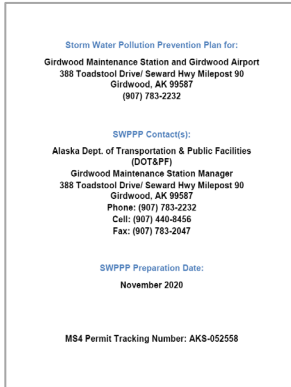 Storm Water Pollution Prevention Plan for:
Girdwood Maintenance Station and Girdwood Airport
388 Toadstool Drive/ Seward Hwy Milepost 90
Girdwood, AK 99587
(907) 783-2232
SWPPP Contact(s):
Alaska Dept. of Transportation & Public Facilities
(DOT&PF)
Girdwood Maintenance Station Manager
388 Toadstool Drive/ Seward Hwy Milepost 90
Girdwood, AK 99587
Phone: (907) 783-2232
Cell: (907) 440-8456
Fax: (907) 783-2047
SWPPP Preparation Date:
November 2020
MS4 Permit Tracking Number: AKS-052558